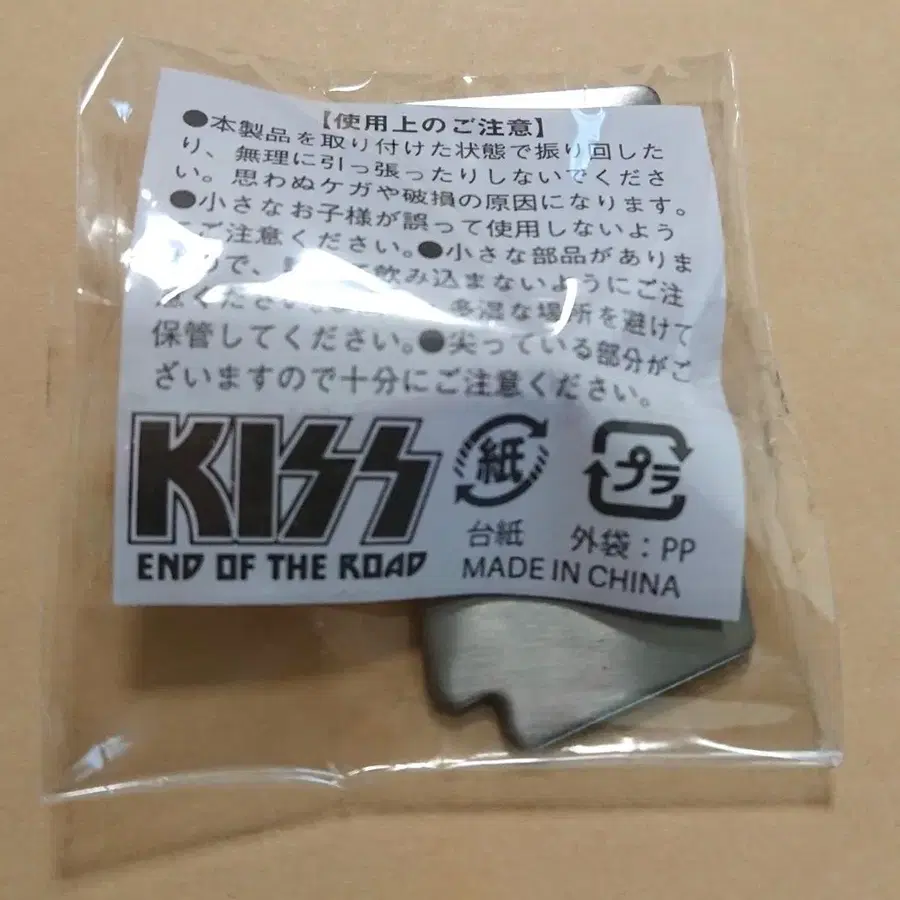 【使用上のご注意】
●本製品を取り付けた状態で振り回した
り、無理に引っ張ったりしないでくださ
い。思わぬケガや破損の原因になります。
●小さなお子様が誤って使用しないよう
ご注意ください。●小さな部品がありま
ので、 飲み込まないようにご注
意ください。 多湿な場所を避けて
保管してください。●尖っている部分がご
ざいますので十分にご注意ください。
KISS
END OF THE ROAD
紙
台紙
プラ
外袋：PP
MADE IN CHINA